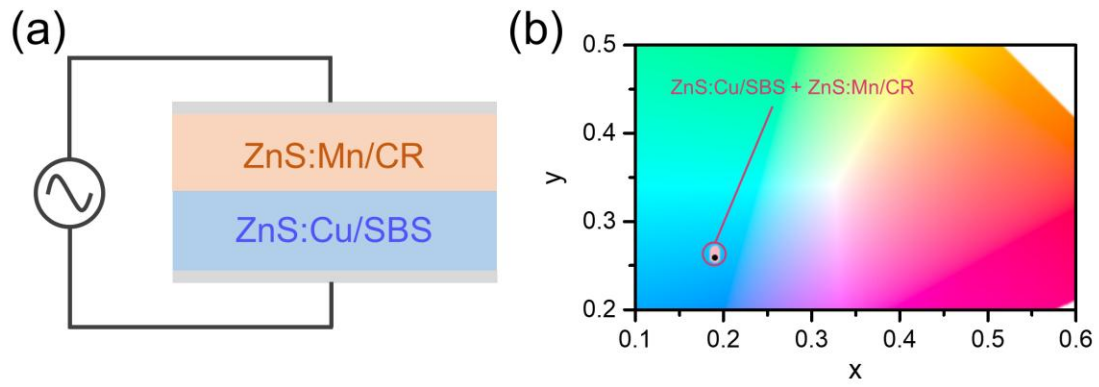 (a)
ZnS:Mn/CR
ZnS:Cu/SBS
(b)
ZnS:Cu/SBS + ZnS:Mn/CR
0.5
0.4
0.3
0.2
y
0.1 0.2 0.3 0.4 0.5 0.6
x